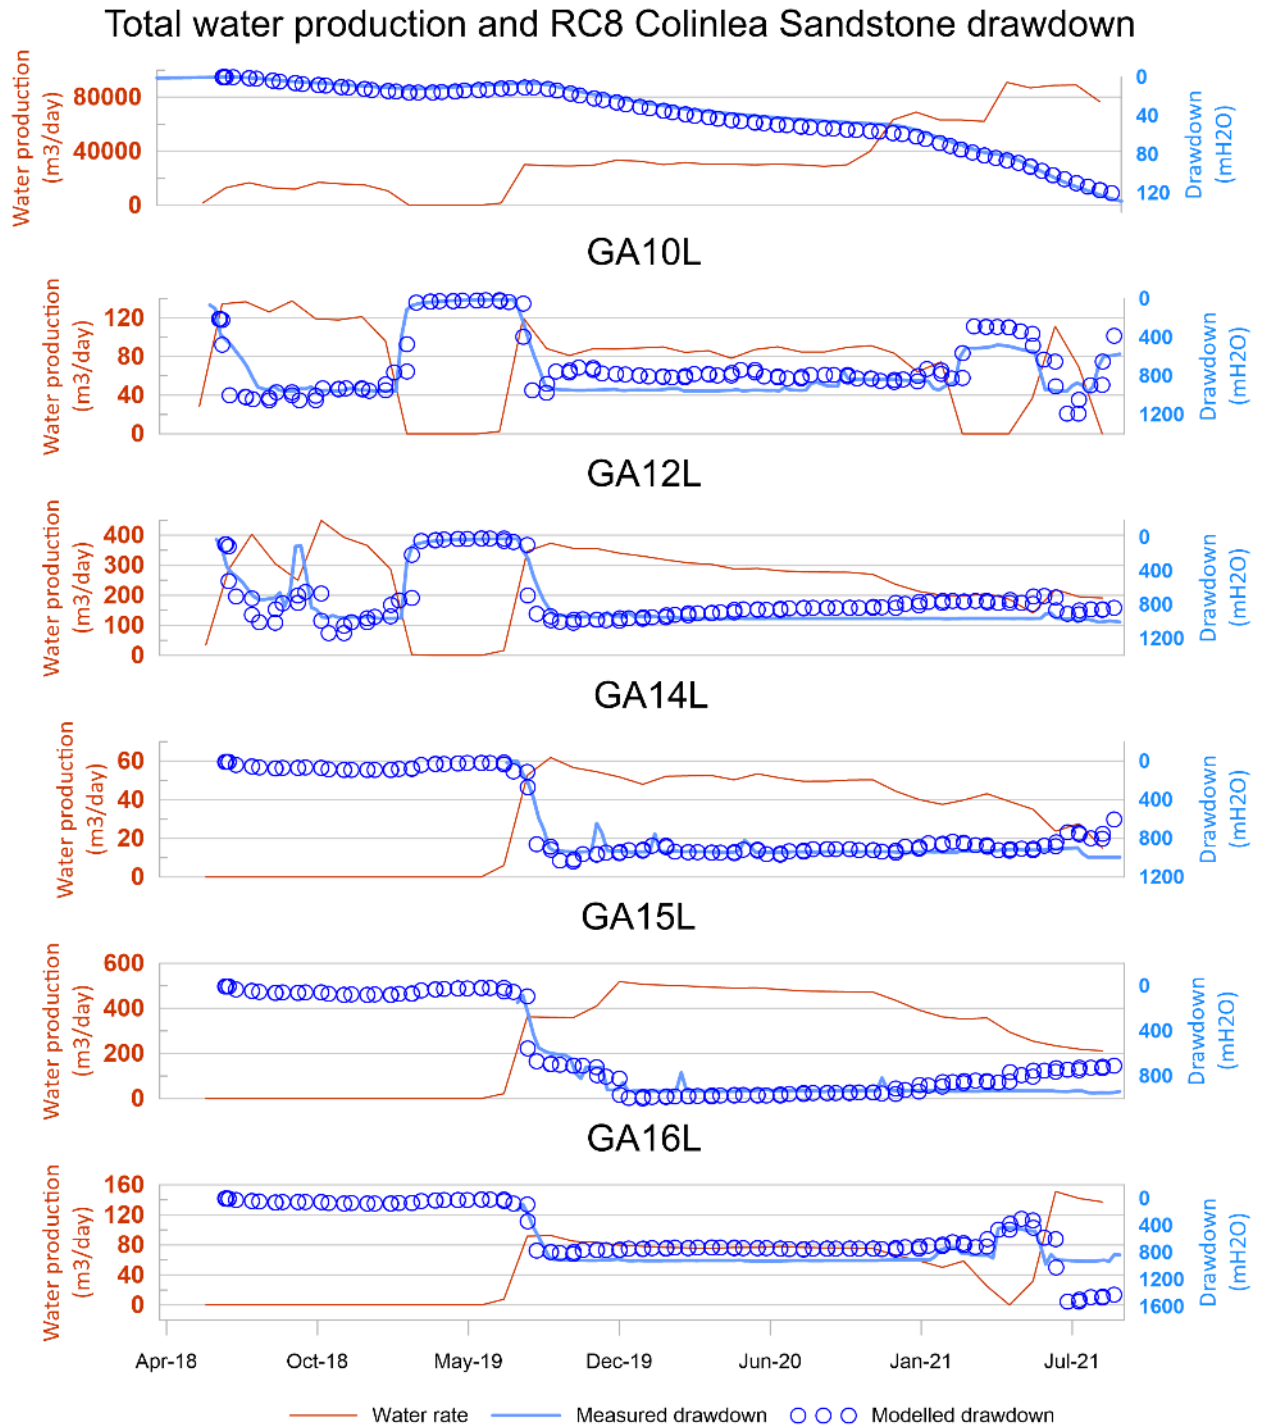 Total water production and RC8 Colinlea Sandstone drawdown
Water production
(m3/day)
80000
40000
0
0
40
80
120
Drawdown
(mH2O)
GA10L
Water production
(m3/day)
120
80
40
0
0
400
800
1200
Drawdown
(mH2O)
GA12L
Water production
(m3/day)
400
300
200
100
0
0
400
800
1200
Drawdown
(mH2O)
GA14L
Water production
(m3/day)
60
40
20
0
0
400
800
1200
Drawdown
(mH2O)
GA15L
Water production
(m3/day)
600
400
200
0
0
400
800
Drawdown
(mH2O)
GA16L
Water production
(m3/day)
160
120
80
40
0
0
400
800
1200
1600
Drawdown
(mH2O)
Apr-18 Oct-18 May-19 Dec-19 Jun-20 Jan-21 Jul-21
Water rate Measured drawdown Modelled drawdown